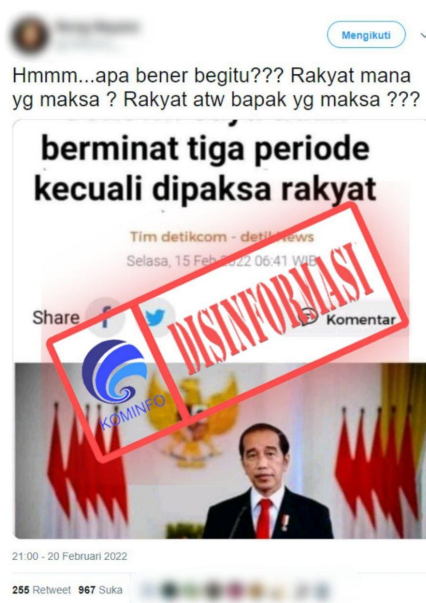 Mengikuti
Hmmm...apa bener begitu??? Rakyat mana
yg maksa ? Rakyat atw bapak yg maksa ???
berminat tiga periode
kecuali dipaksa rakyat
Tim detikcom - detikNews
Selasa, 15 Feb 2022 06:41 WIB
Share
Komentar
DISINFORMASI
KOMINFO
21:00 - 20 Februari 2022
255 Retweet 967 Suka